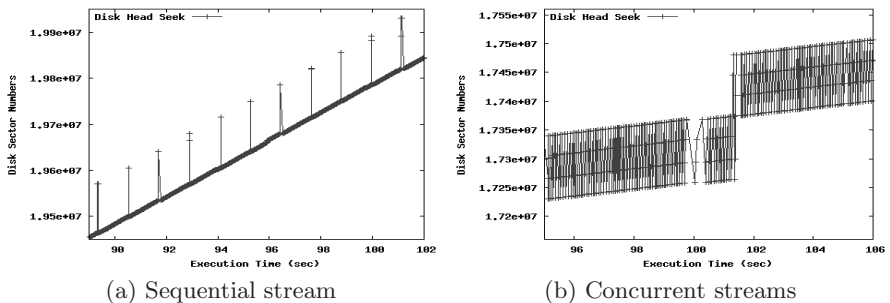 Disk Head Seek
1.99e+07
1.98e+07
1.97e+07
1.96e+07
1.95e+07
Disk Sector Numbers
90 92 94 96 98 100 102
Execution Time (sec)
(a) Sequential stream
Disk Head Seek
1.755e+07
1.75e+07
1.745e+07
1.74e+07
1.735e+07
1.73e+07
1.725e+07
1.72e+07
Disk Sector Numbers
96 98 100 102 104 106
Execution Time (sec)
(b) Concurrent streams